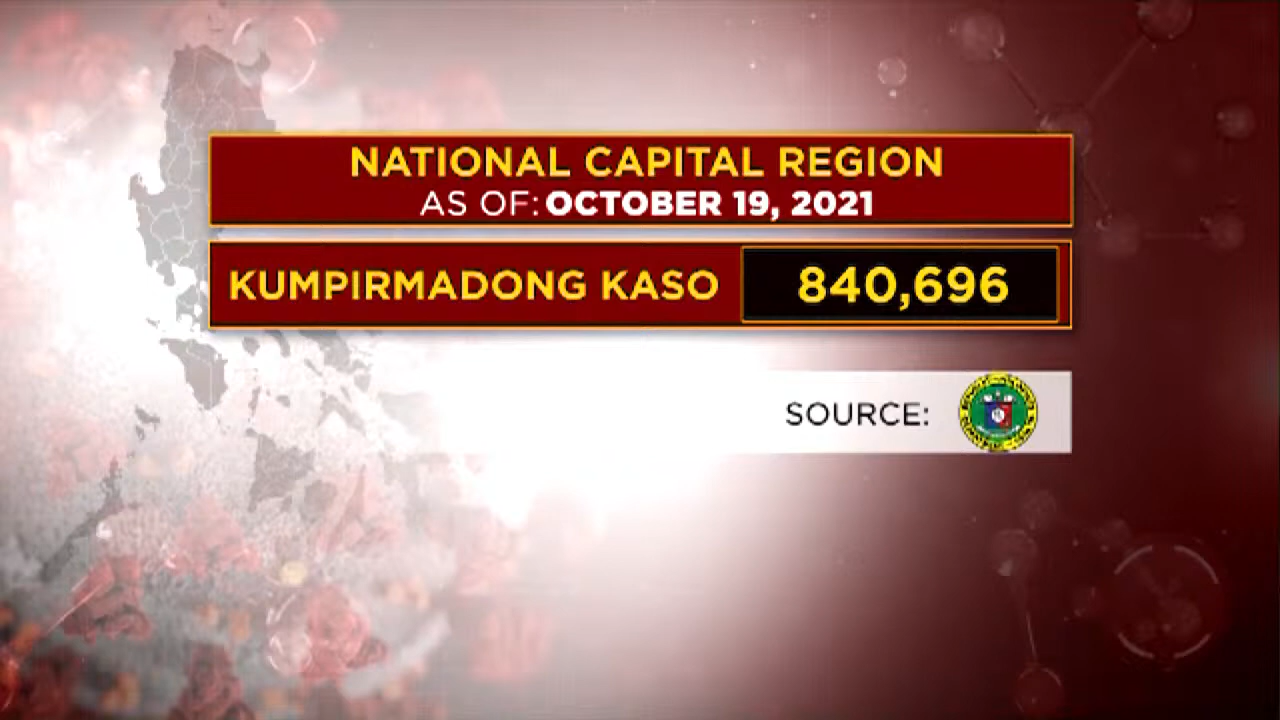 NATIONAL CAPITAL REGION
AS OF: OCTOBER 19, 2021
KUMPIRMADONG KASO 840,696
SOURCE: